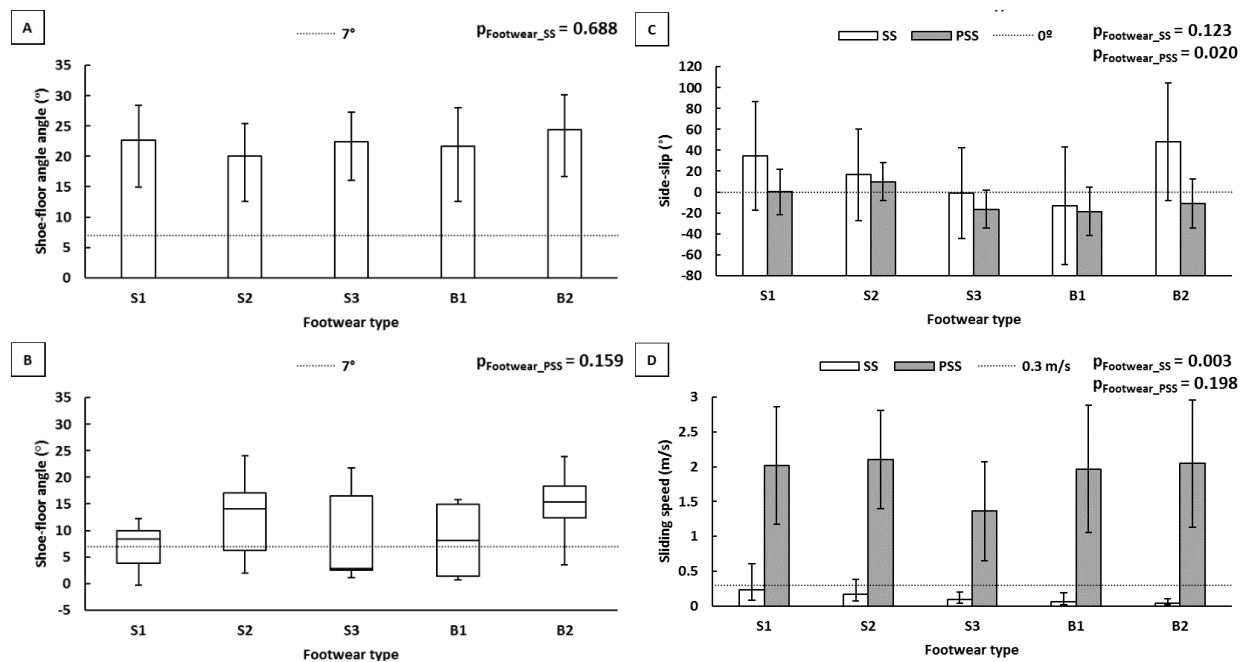 A
7°
pFootwear_SS = 0.688
Shoe-floor angle angle (°)
35
30
25
20
15
10
5
0
S1 S2 S3 B1 B2
Footwear type
B
7°
pFootwear_PSS = 0.159
Shoe-floor angle (°)
35
30
25
20
15
10
5
0
-5
S1 S2 S3 B1 B2
Footwear type
C
SS PSS 0º
pFootwear_SS = 0.123
pFootwear_PSS = 0.020
Side-slip (°)
120
100
80
60
40
20
0
-20
-40
-60
-80
S1 S2 S3 B1 B2
Footwear type
D
SS PSS 0.3 m/s
pFootwear_SS = 0.003
pFootwear_PSS = 0.198
Sliding speed (m/s)
3
2.5
2
1.5
1
0.5
0
S1 S2 S3 B1 B2
Footwear type